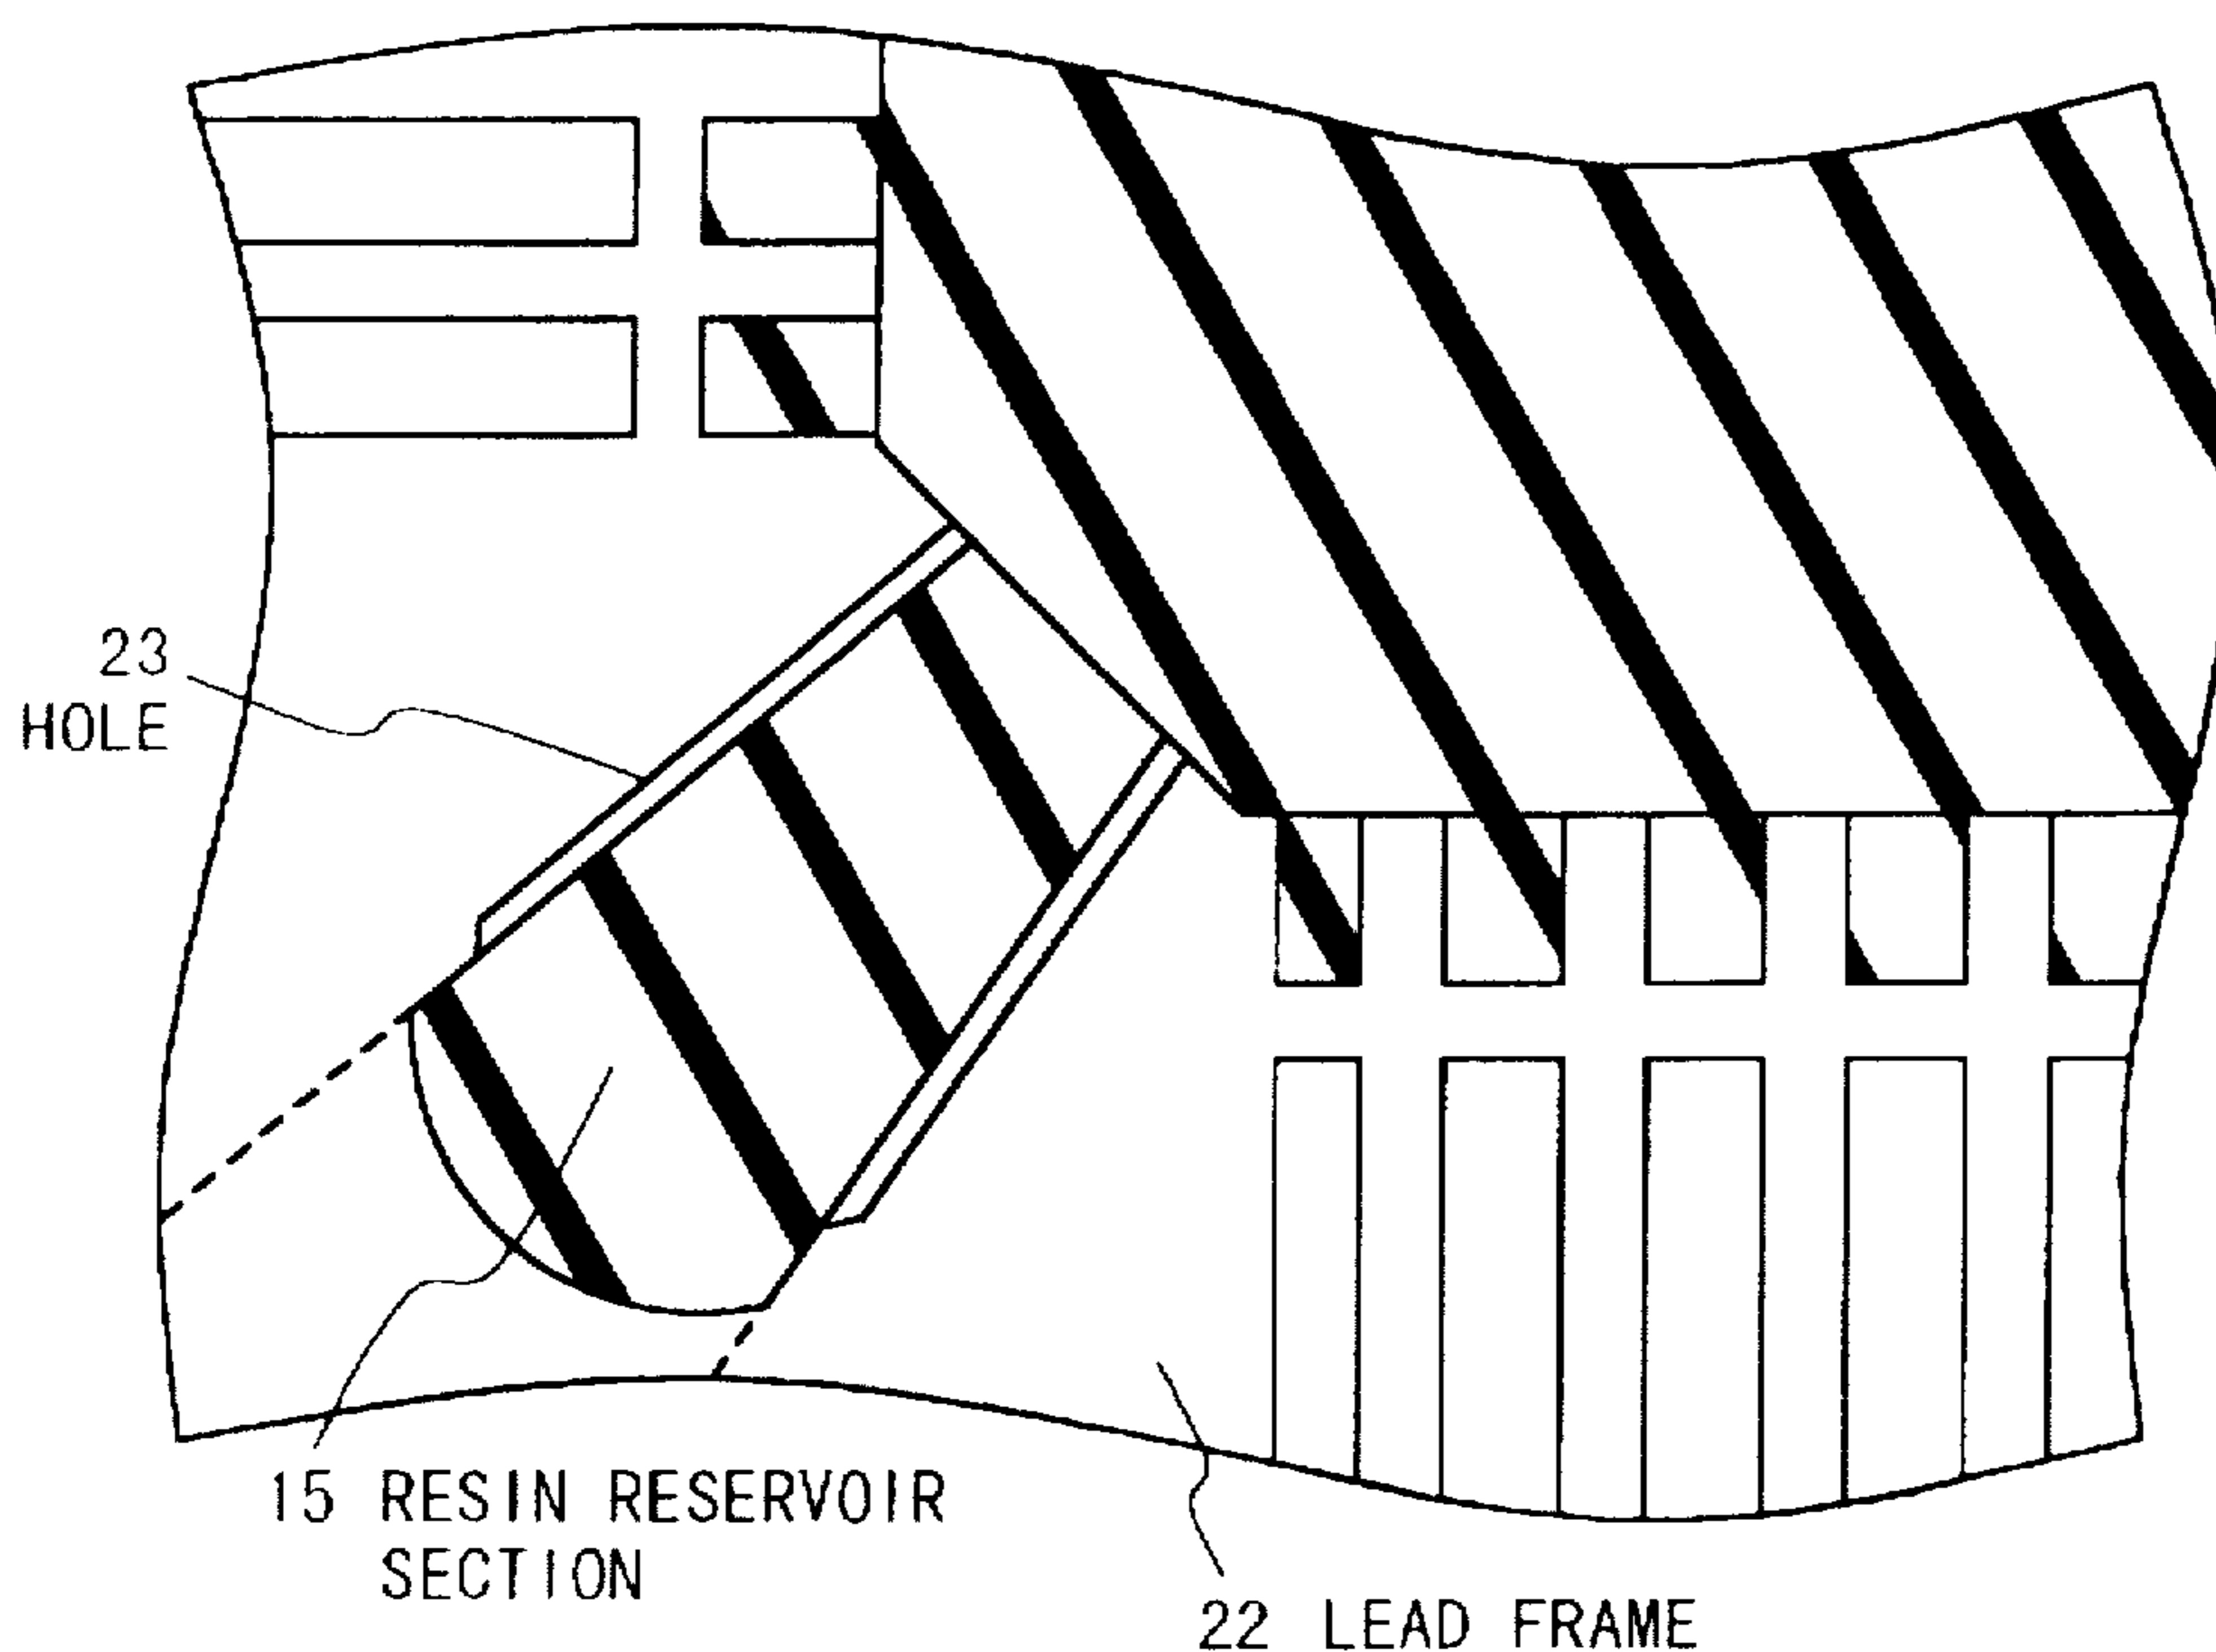 23
HOLE
15 RESIN RESERVOIR
SECTION
22 LEAD FRAME